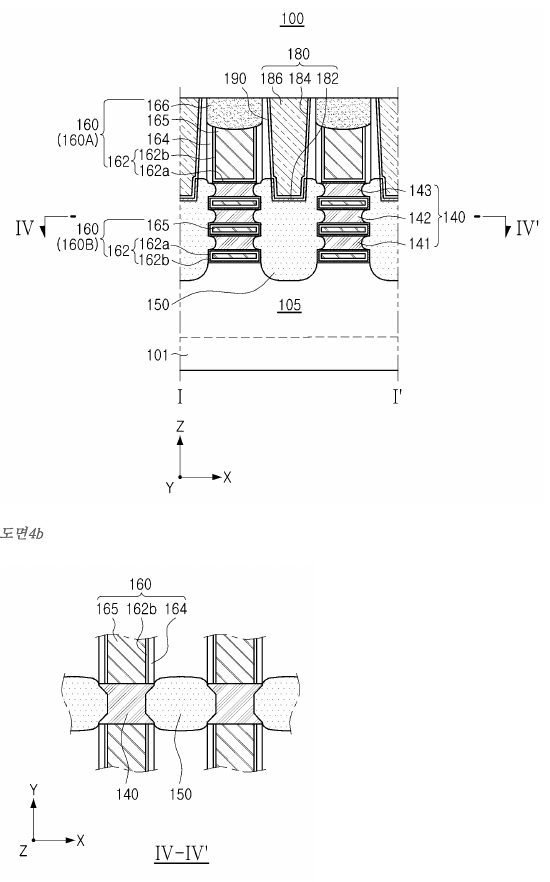 100
180
190 186 184 182
166
165
160
(160A)
164
162 162b
162a
143
IV 160
(160B)
165
142 140 IV'
162 162a
162b
141
150
105
101
I I'
Z
Y X
도면4b
160
165 162b 164
140 150
Y
Z X
IV-IV'